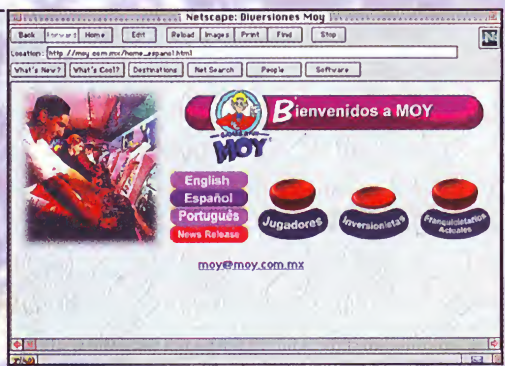 Netscape: Diversiones Moy
Back Forward Home Edit Reload Images Print Find Stop
N
Location: http://moy.com.mx/home_espanol.html
What's New? What's Cool? Destinations Net Search People Software
Bienvenidos a MOY
MOY
English
Español
Português
News Release
Jugadores
Inversionistas
Franquiciatarios
Actuales
moy@moy.com.mx